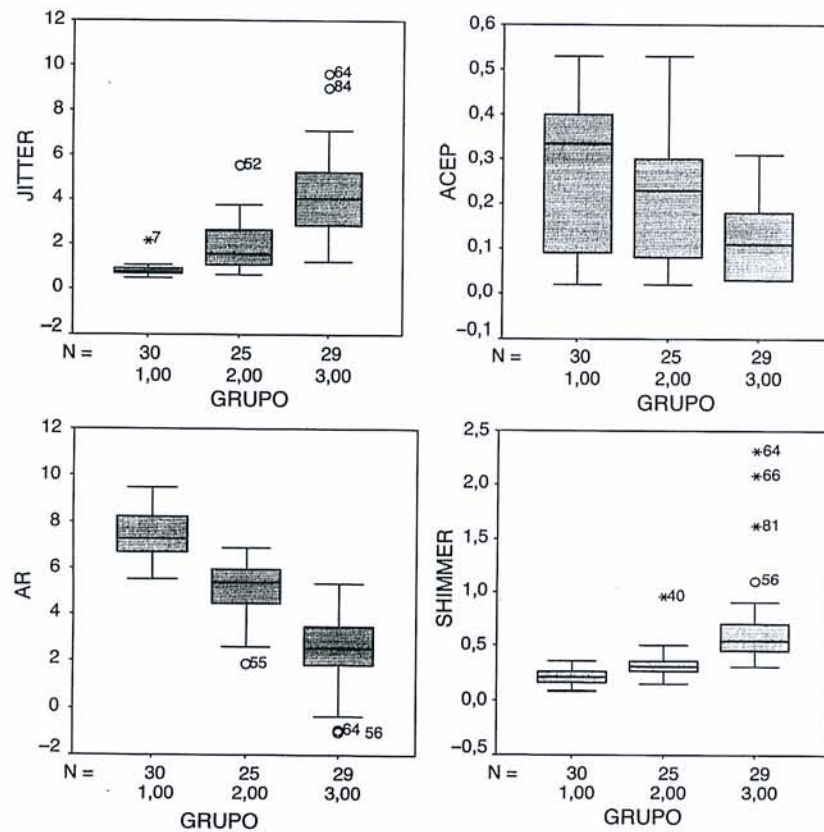 JITTER
12
10
8
6
4
2
0
−2
*7
○52
○64
○84
N = 30 25 29
1,00 2,00 3,00
GRUPO
ACEP
0,6
0,5
0,4
0,3
0,2
0,1
0,0
−0,1
N = 30 25 29
1,00 2,00 3,00
GRUPO
AR
12
10
8
6
4
2
0
−2
○55
○64 56
N = 30 25 29
1,00 2,00 3,00
GRUPO
SHIMMER
2,5
2,0
1,5
1,0
0,5
0,0
−0,5
*40
*64
*66
*81
○56
N = 30 25 29
1,00 2,00 3,00
GRUPO